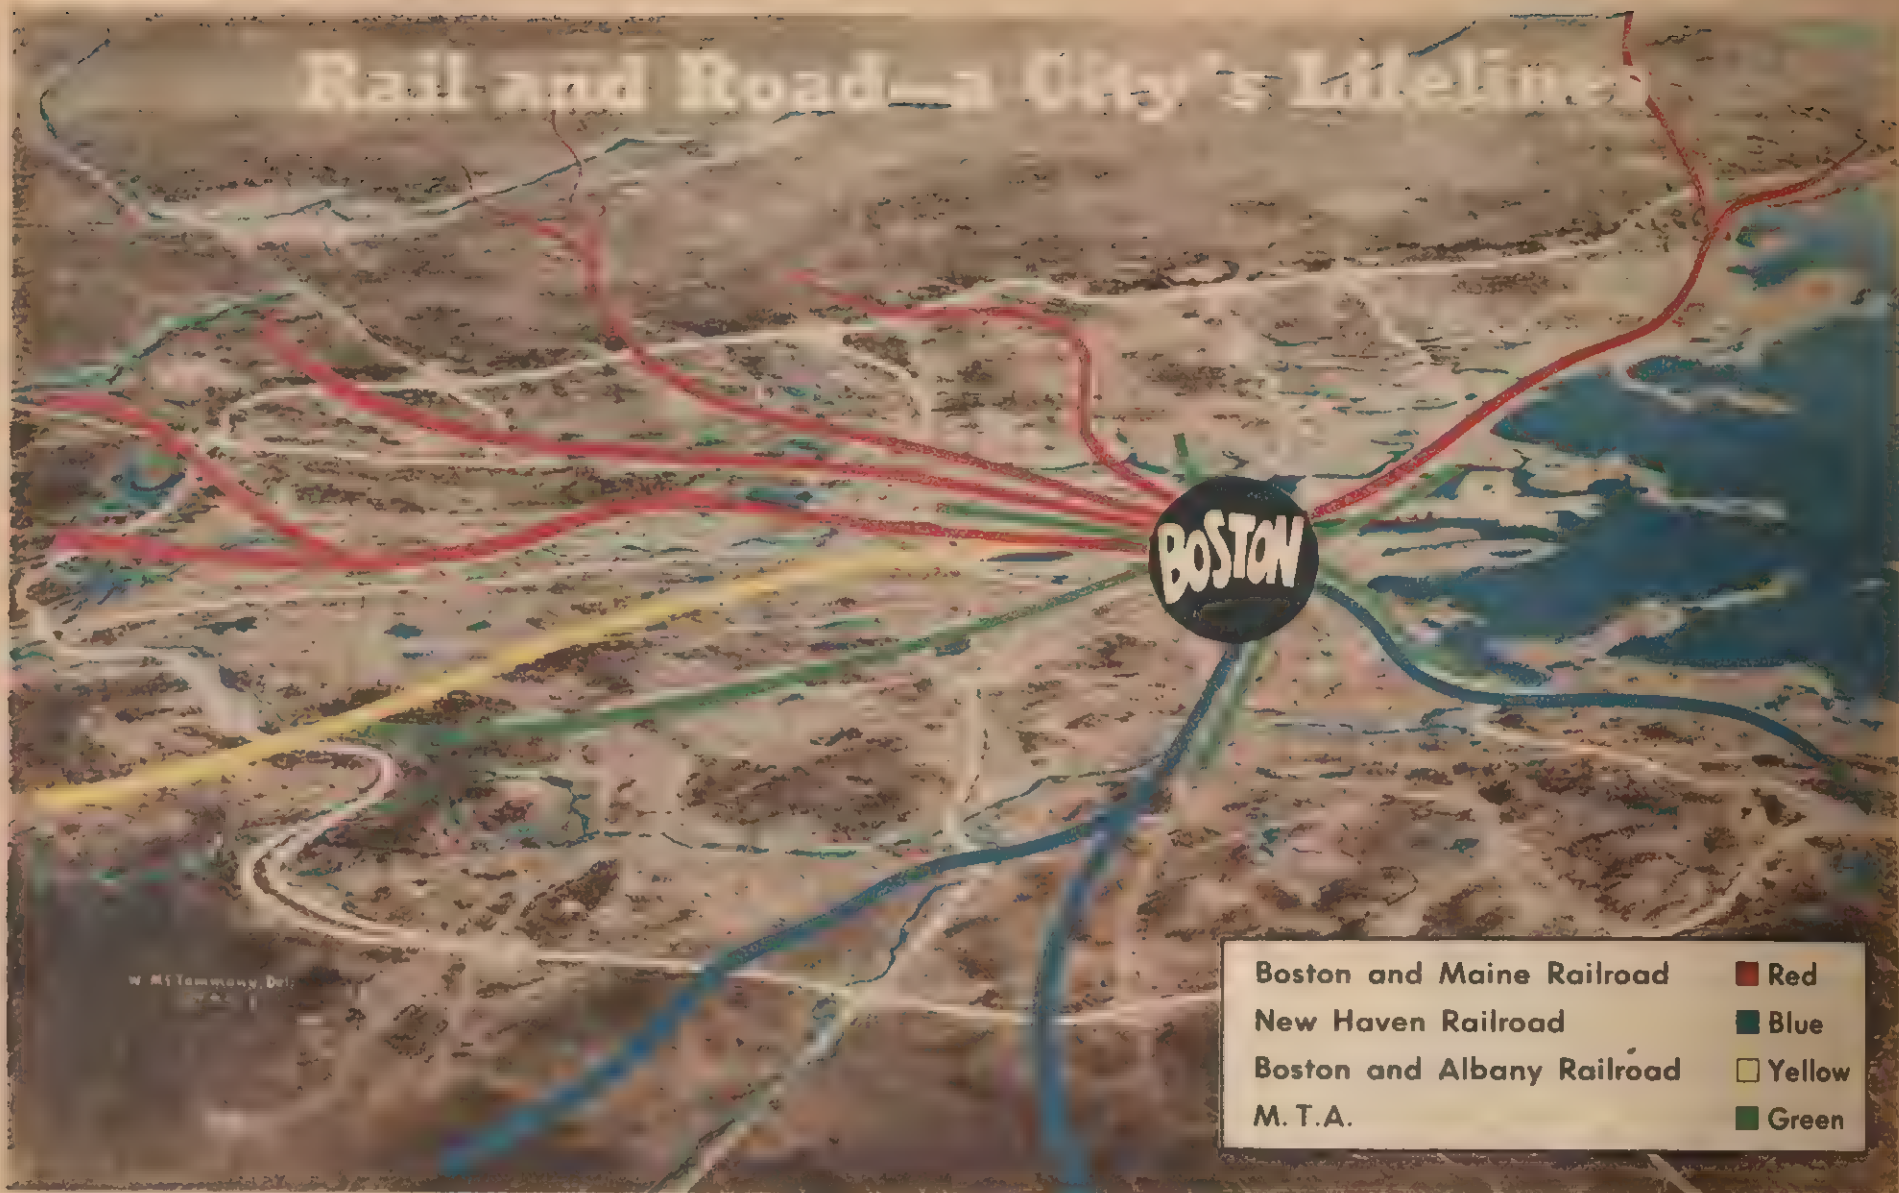 Rail and Road—a City's Lifeline
BOSTON
Boston and Maine Railroad Red
New Haven Railroad Blue
Boston and Albany Railroad Yellow
M.T.A. Green